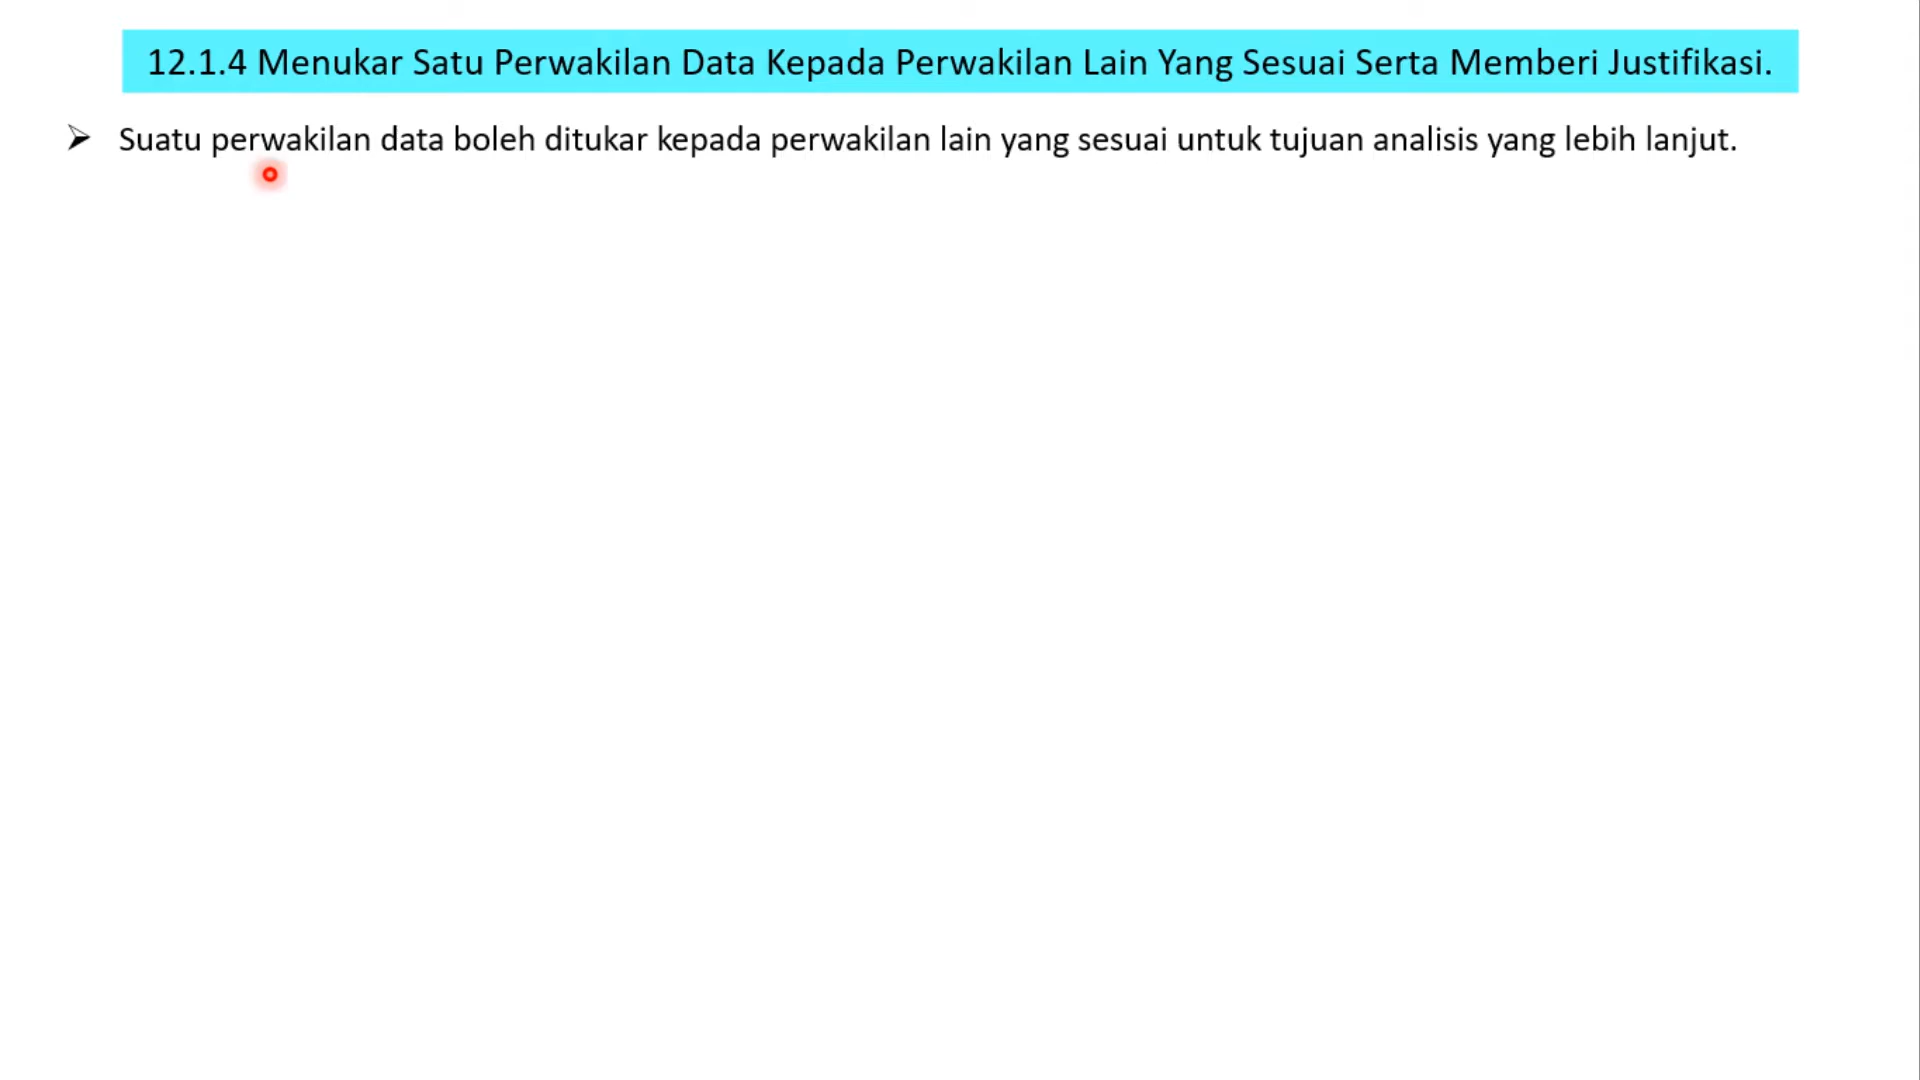 12.1.4 Menukar Satu Perwakilan Data Kepada Perwakilan Lain Yang Sesuai Serta Memberi Justifikasi.
➢ Suatu perwakilan data boleh ditukar kepada perwakilan lain yang sesuai untuk tujuan analisis yang lebih lanjut.